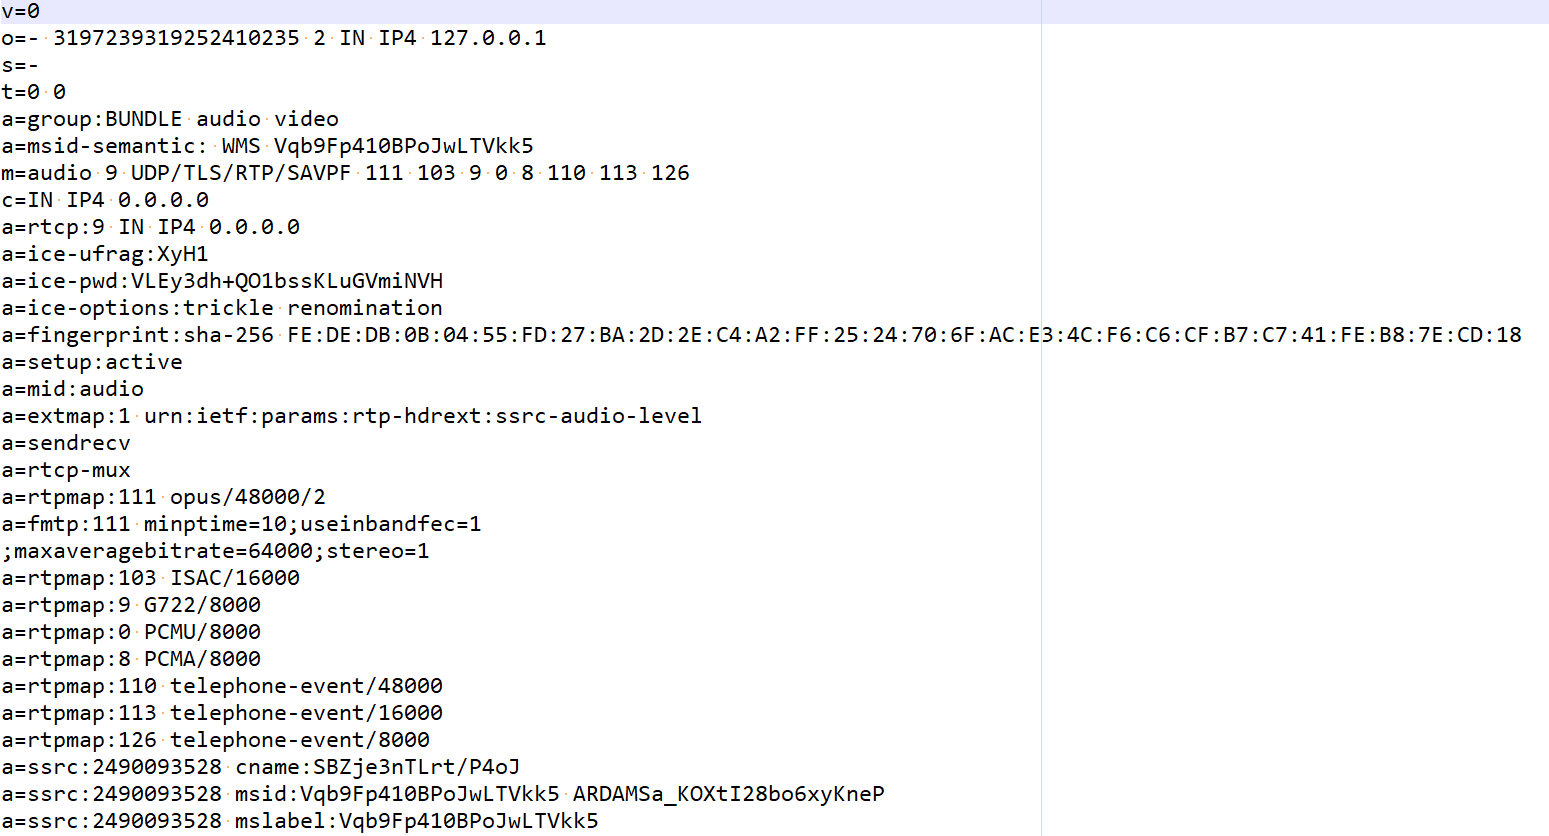 v=0
o=- 3197239319252410235 2 IN IP4 127.0.0.1
s=-
t=0 0
a=group:BUNDLE audio video
a=msid-semantic: WMS Vqb9Fp410BPoJwLTVkk5
m=audio 9 UDP/TLS/RTP/SAVPF 111 103 9 0 8 110 113 126
c=IN IP4 0.0.0.0
a=rtcp:9 IN IP4 0.0.0.0
a=ice-ufrag:XyH1
a=ice-pwd:VLEy3dh+QO1bssKLuGVmiNVH
a=ice-options:trickle renomination
a=fingerprint:sha-256 FE:DE:DB:0B:04:55:FD:27:BA:2D:2E:C4:A2:FF:25:24:70:6F:AC:E3:4C:F6:C6:CF:B7:C7:41:FE:B8:7E:CD:18
a=setup:active
a=mid:audio
a=extmap:1 urn:ietf:params:rtp-hdrext:ssrc-audio-level
a=sendrecv
a=rtcp-mux
a=rtpmap:111 opus/48000/2
a=fmtp:111 minptime=10;useinbandfec=1
;maxaveragebitrate=64000;stereo=1
a=rtpmap:103 ISAC/16000
a=rtpmap:9 G722/8000
a=rtpmap:0 PCMU/8000
a=rtpmap:8 PCMA/8000
a=rtpmap:110 telephone-event/48000
a=rtpmap:113 telephone-event/16000
a=rtpmap:126 telephone-event/8000
a=ssrc:2490093528 cname:SBZje3nTLrt/P4oJ
a=ssrc:2490093528 msid:Vqb9Fp410BPoJwLTVkk5 ARDAMSa_KOXtI28bo6xyKneP
a=ssrc:2490093528 mslabel:Vqb9Fp410BPoJwLTVkk5